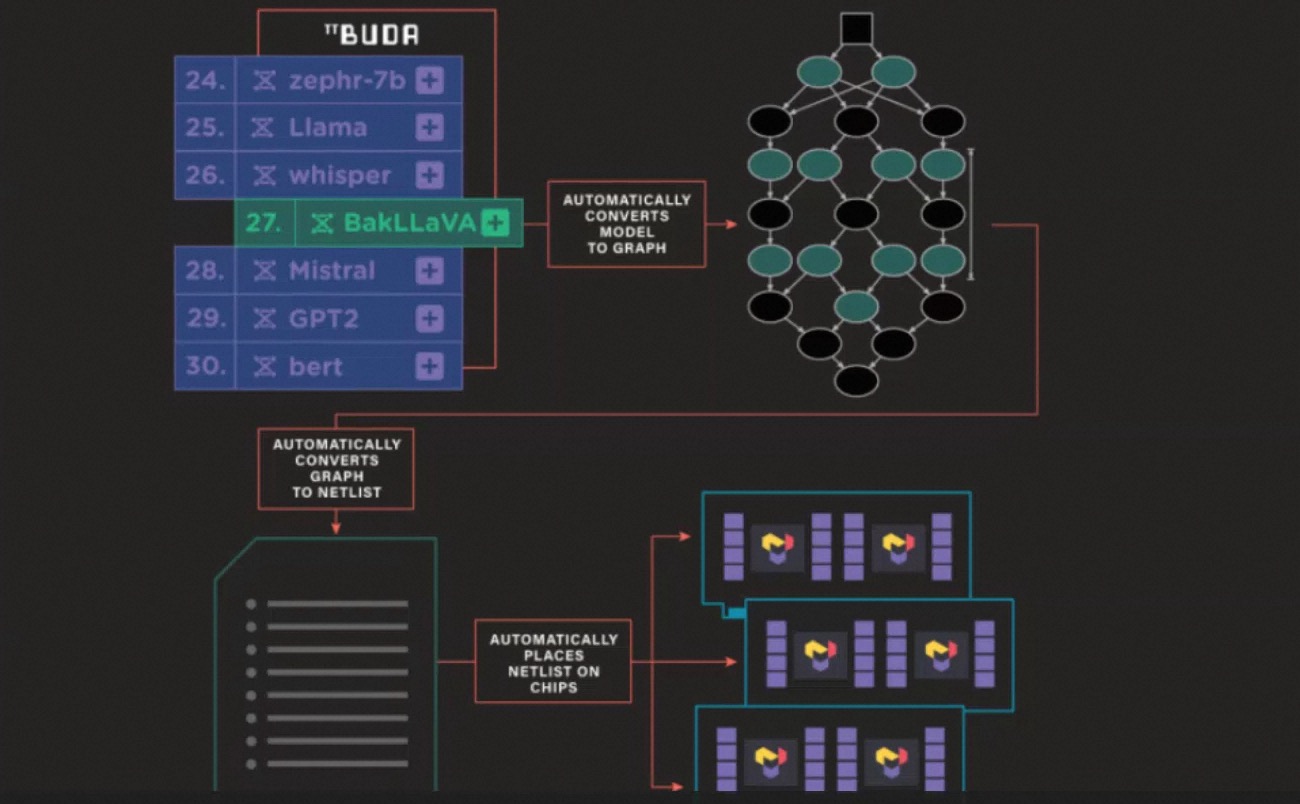 TTBUDA
24. zephr-7b +
25. Llama +
26. whisper +
27. BakLLaVA +
28. Mistral +
29. GPT2 +
30. bert +
AUTOMATICALLY
CONVERTS
MODEL
TO GRAPH
AUTOMATICALLY
CONVERTS
GRAPH
TO NETLIST
AUTOMATICALLY
PLACES
NETLIST ON
CHIPS